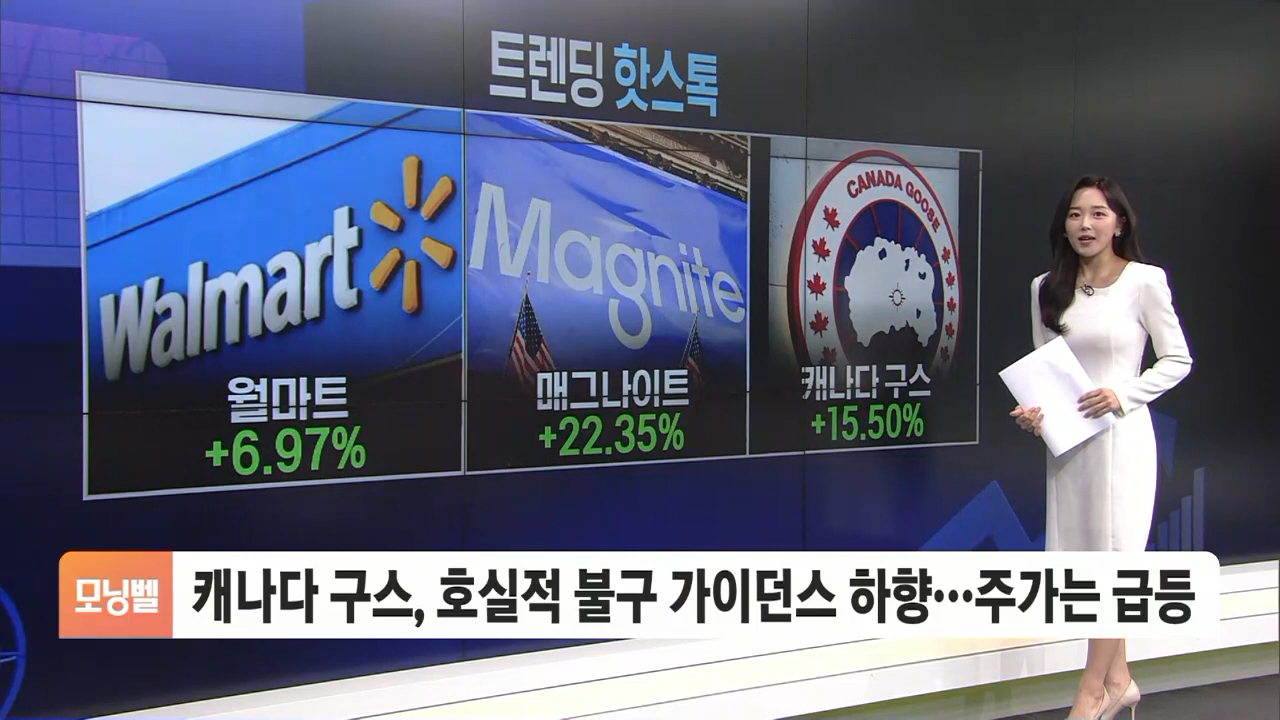 트렌딩 핫스톡
Walmart
월마트
+6.97%
Magnite
매그나이트
+22.35%
CANADA GOOSE
캐나다 구스
+15.50%
모닝벨
캐나다 구스, 호실적 불구 가이던스 하향…주가는 급등